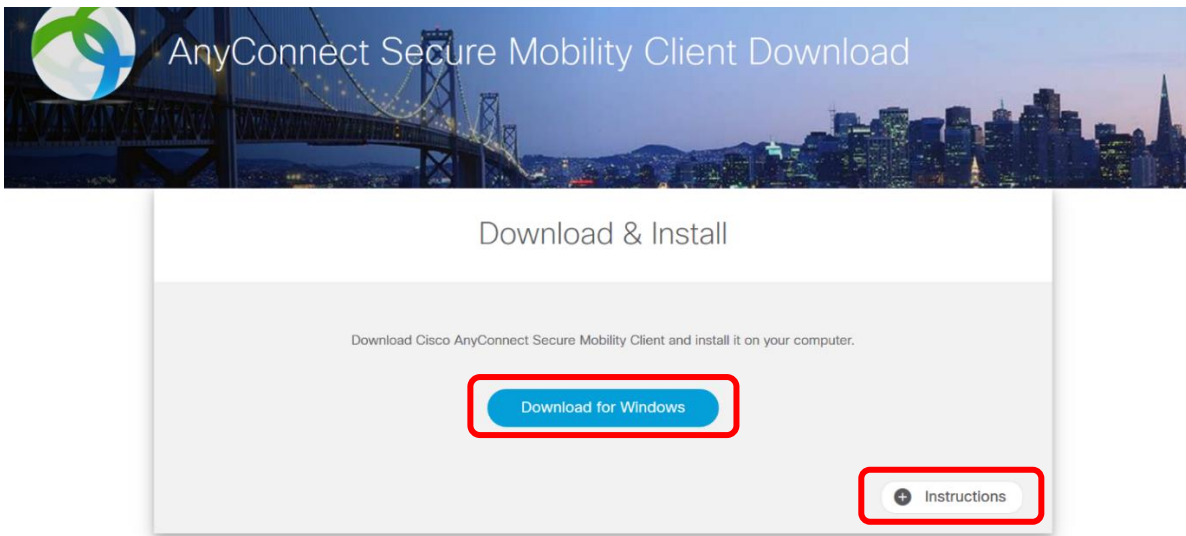 AnyConnect Secure Mobility Client Download
Download & Install
Download Cisco AnyConnect Secure Mobility Client and install it on your computer.
Download for Windows
Instructions